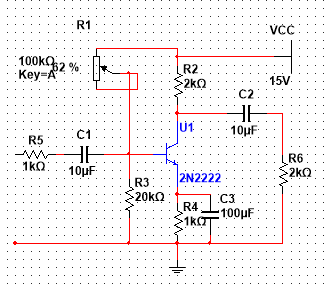 R1
VCC
100kΩ
Key=A
62 %
R2
2kΩ
15V
C2
10µF
U1
R5
1kΩ
C1
10µF
R6
2kΩ
2N2222
R3
20kΩ
R4
1kΩ
C3
100µF